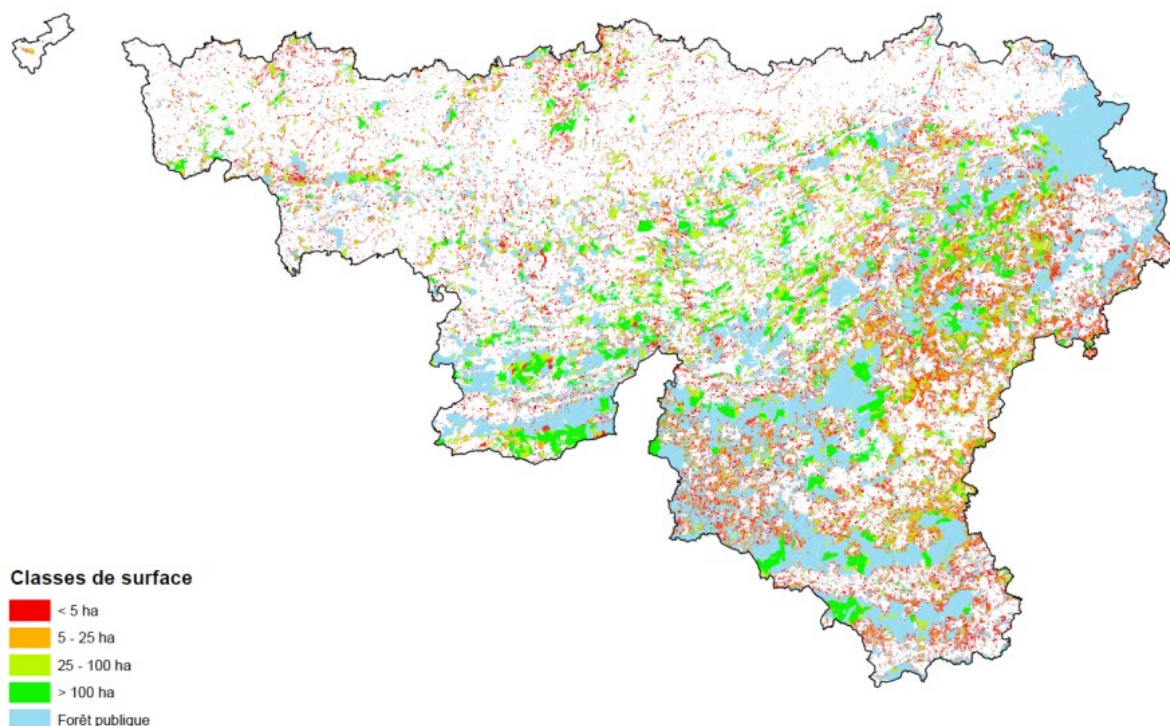 Classes de surface
< 5 ha
5 - 25 ha
25 - 100 ha
> 100 ha
Forêt publique